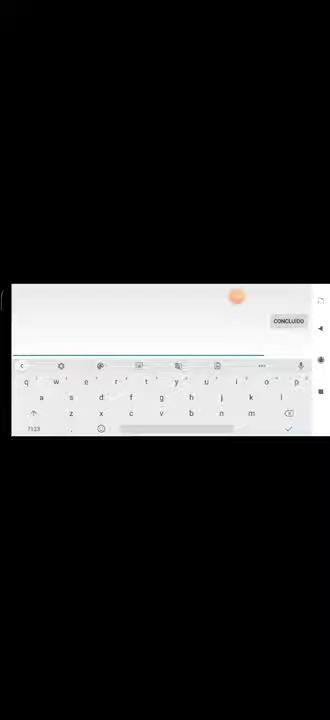 CONCLUÍDO
q w e r t y u i o p
a s d f g h j k l
z x c v b n m
?123 .